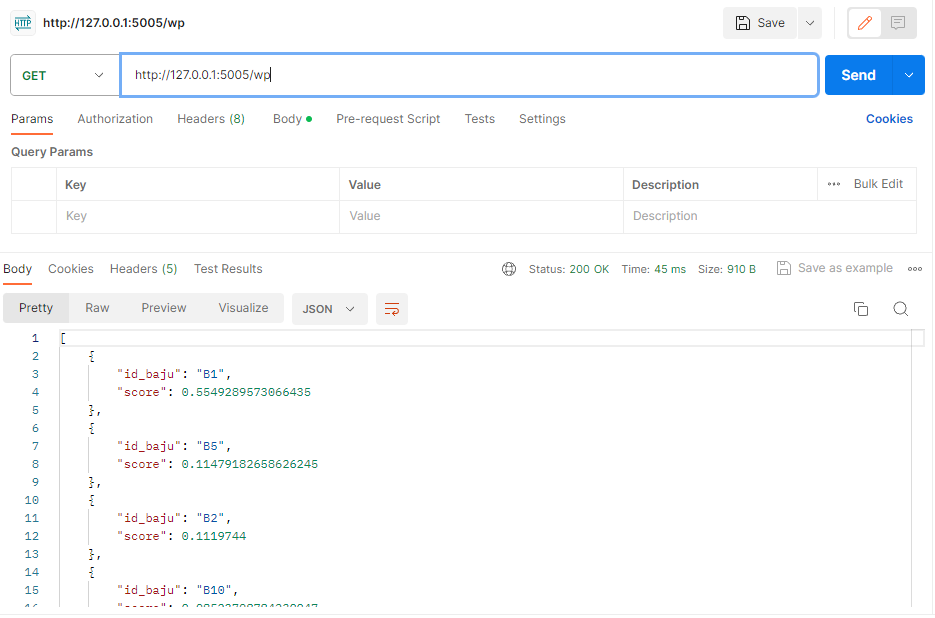 HTTP http://127.0.0.1:5005/wp Save
GET http://127.0.0.1:5005/wp Send
Params Authorization Headers (8) Body Pre-request Script Tests Settings Cookies
Query Params
Key Value Description Bulk Edit
Key Value Description
Body Cookies Headers (5) Test Results Status: 200 OK Time: 45 ms Size: 910 B Save as example
Pretty Raw Preview Visualize JSON
1 [
2 {
3 "id_baju": "B1",
4 "score": 0.5549289573066435
5 },
6 {
7 "id_baju": "B5",
8 "score": 0.11479182658626245
9 },
10 {
11 "id_baju": "B2",
12 "score": 0.1119744
13 },
14 {
15 "id_baju": "B10",
16 "score":